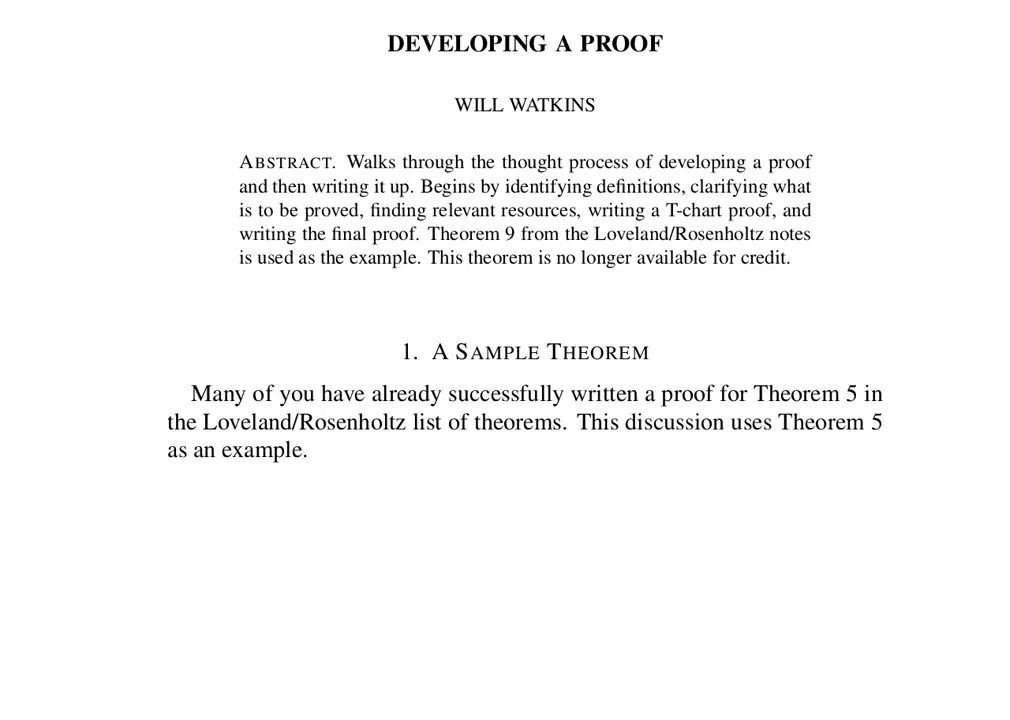 DEVELOPING A PROOF
WILL WATKINS
ABSTRACT. Walks through the thought process of developing a proof
and then writing it up. Begins by identifying definitions, clarifying what
is to be proved, finding relevant resources, writing a T-chart proof, and
writing the final proof. Theorem 9 from the Loveland/Rosenholtz notes
is used as the example. This theorem is no longer available for credit.
1. A SAMPLE THEOREM
Many of you have already successfully written a proof for Theorem 5 in
the Loveland/Rosenholtz list of theorems. This discussion uses Theorem 5
as an example.